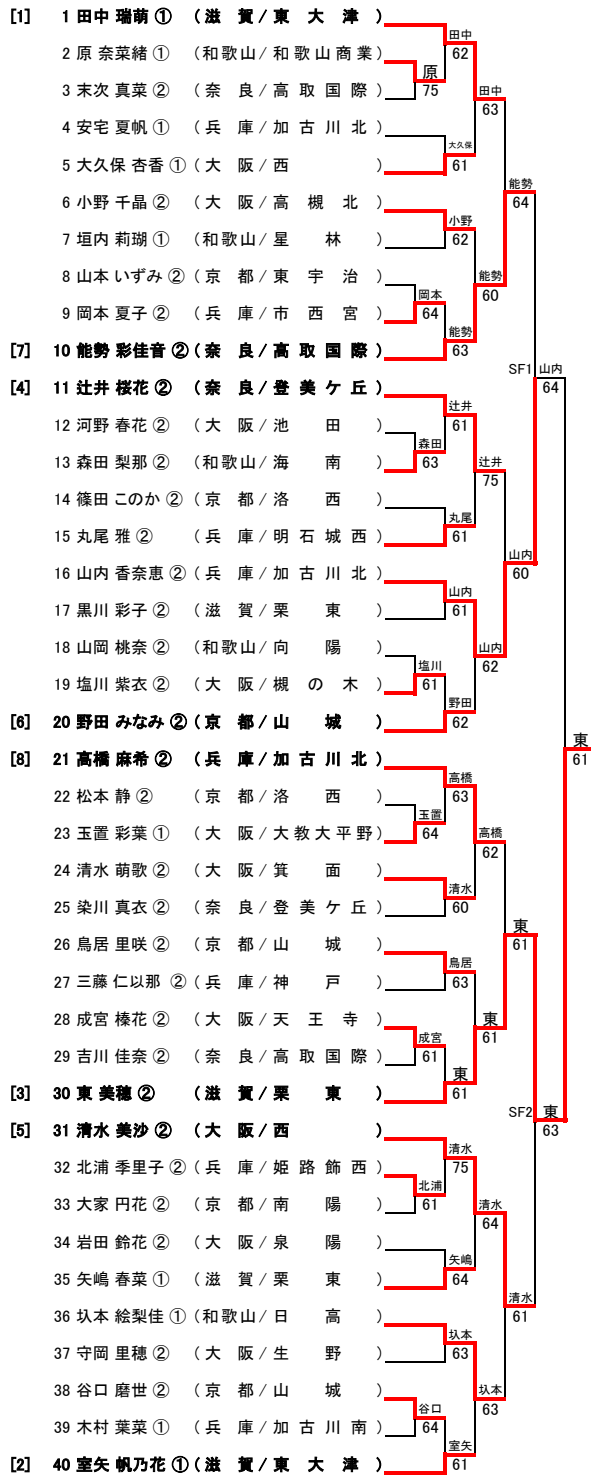 [1] 1 田中 瑞萌 ① (滋 賀/東 大 津)
2 原 奈菜緒 ① (和歌山/和歌山商業)
3 末次 真菜 ② (奈 良/高取国際)
4 安宅 夏帆 ① (兵 庫/加古川北)
5 大久保 杏香 ① (大 阪/西)
6 小野 千晶 ② (大 阪/高 槻 北)
7 垣内 莉瑚 ① (和歌山/星 林)
8 山本 いずみ ② (京 都/東 宇 治)
9 岡本 夏子 ② (兵 庫/市 西 宮)
[7] 10 能勢 彩佳音 ② (奈 良/高取国際)
[4] 11 辻井 桜花 ② (奈 良/登美ケ丘)
12 河野 春花 ② (大 阪/池 田)
13 森田 梨那 ② (和歌山/海 南)
14 篠田 このか ② (京 都/洛 西)
15 丸尾 雅 ② (兵 庫/明石城西)
16 山内 香奈恵 ② (兵 庫/加古川北)
17 黒川 彩子 ② (滋 賀/栗 東)
18 山岡 桃奈 ② (和歌山/向 陽)
19 塩川 紫衣 ② (大 阪/槻 の 木)
[6] 20 野田 みなみ ② (京 都/山 城)
[8] 21 高橋 麻希 ② (兵 庫/加古川北)
22 松本 静 ② (京 都/洛 西)
23 玉置 彩葉 ① (大 阪/大教大平野)
24 清水 萌歌 ② (大 阪/箕 面)
25 染川 真衣 ② (奈 良/登美ケ丘)
26 鳥居 里咲 ② (京 都/山 城)
27 三藤 仁以那 ② (兵 庫/神 戸)
28 成宮 榛花 ② (大 阪/天 王 寺)
29 吉川 佳奈 ② (奈 良/高取国際)
[3] 30 東 美穂 ② (滋 賀/栗 東)
[5] 31 清水 美沙 ② (大 阪/西)
32 北浦 季里子 ② (兵 庫/姫路飾西)
33 大家 円花 ② (京 都/南 陽)
34 岩田 鈴花 ② (大 阪/泉 陽)
35 矢嶋 春菜 ① (滋 賀/栗 東)
36 圦本 絵梨佳 ① (和歌山/日 高)
37 守岡 里穂 ② (大 阪/生 野)
38 谷口 磨世 ② (京 都/山 城)
39 木村 葉菜 ① (兵 庫/加古川南)
[2] 40 室矢 帆乃花 ① (滋 賀/東 大 津)
原
75
岡本
64
森田
63
塩川
61
玉置
64
成宮
61
北浦
61
谷口
64
田中
62
大久保
61
小野
62
能勢
63
辻井
61
丸尾
61
山内
61
野田
62
高橋
63
清水
60
鳥居
63
東
61
清水
75
矢嶋
64
圦本
63
室矢
61
田中
63
能勢
60
辻井
75
山内
62
高橋
62
東
61
清水
64
圦本
63
能勢
64
山内
60
東
61
清水
61
SF1 山内
64
SF2 東
63
東
61